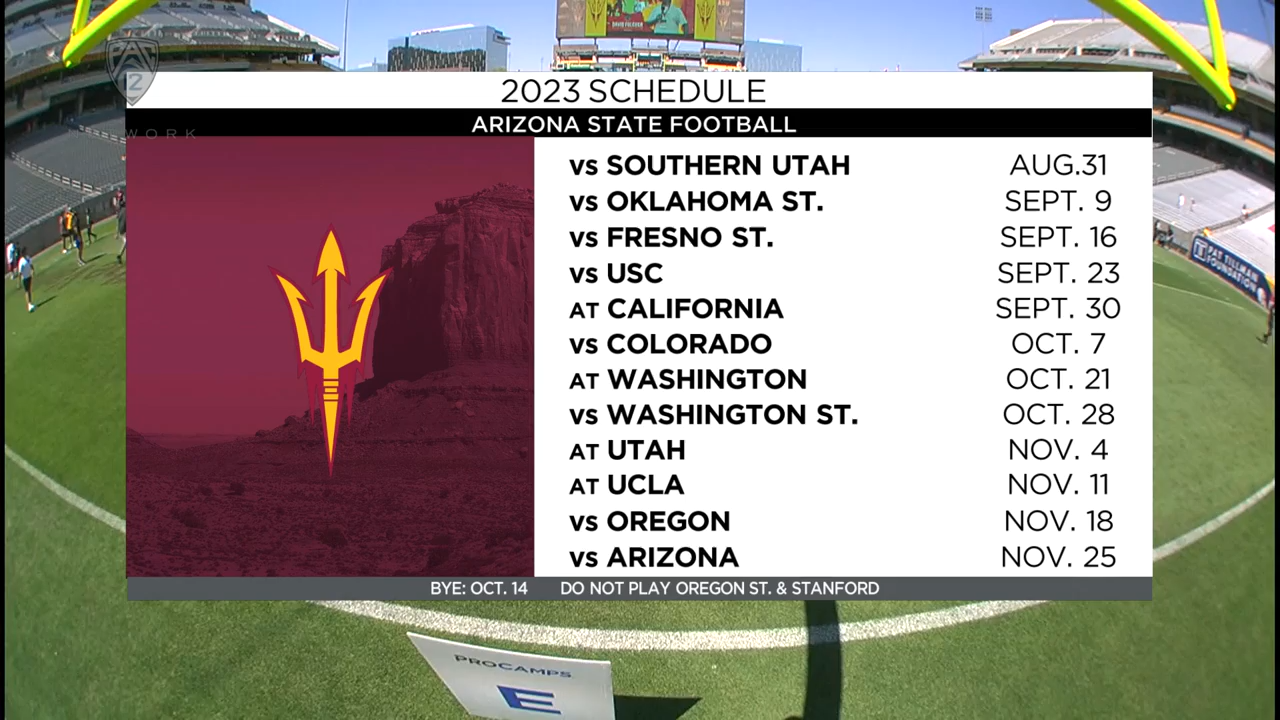 PAC
12
WORK
2023 SCHEDULE
ARIZONA STATE FOOTBALL
vs SOUTHERN UTAH AUG.31
vs OKLAHOMA ST. SEPT. 9
vs FRESNO ST. SEPT. 16
vs USC SEPT. 23
AT CALIFORNIA SEPT. 30
vs COLORADO OCT. 7
AT WASHINGTON OCT. 21
vs WASHINGTON ST. OCT. 28
AT UTAH NOV. 4
AT UCLA NOV. 11
vs OREGON NOV. 18
vs ARIZONA NOV. 25
BYE: OCT. 14 DO NOT PLAY OREGON ST. & STANFORD
PAT TILLMAN
FOUNDATION
PROCAMPS
E